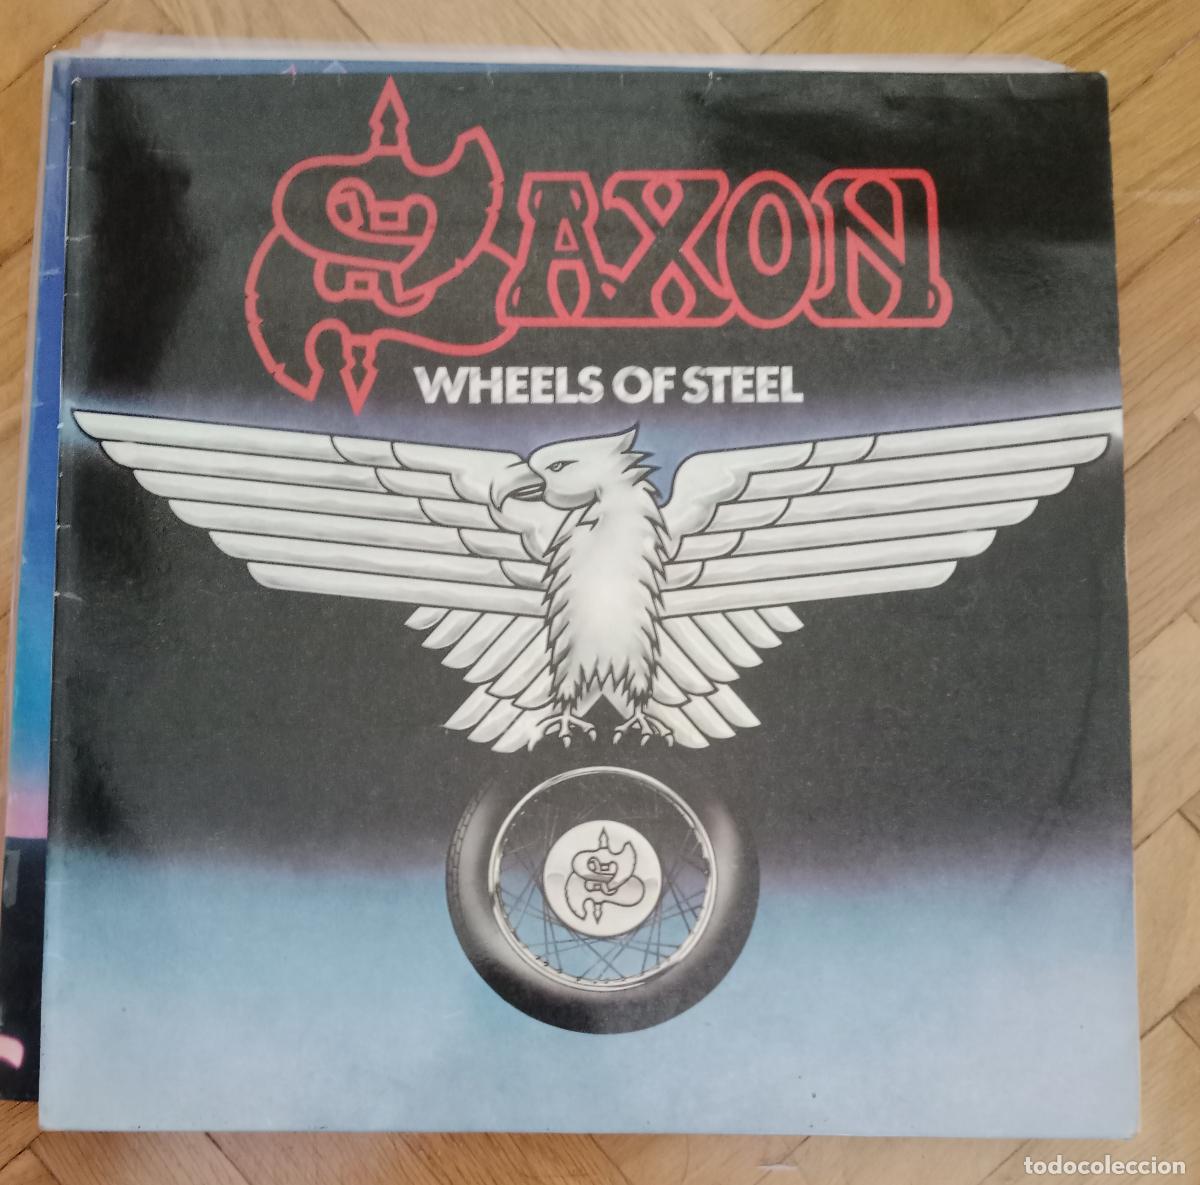 SAXON
WHEELS OF STEEL
todocoleccion